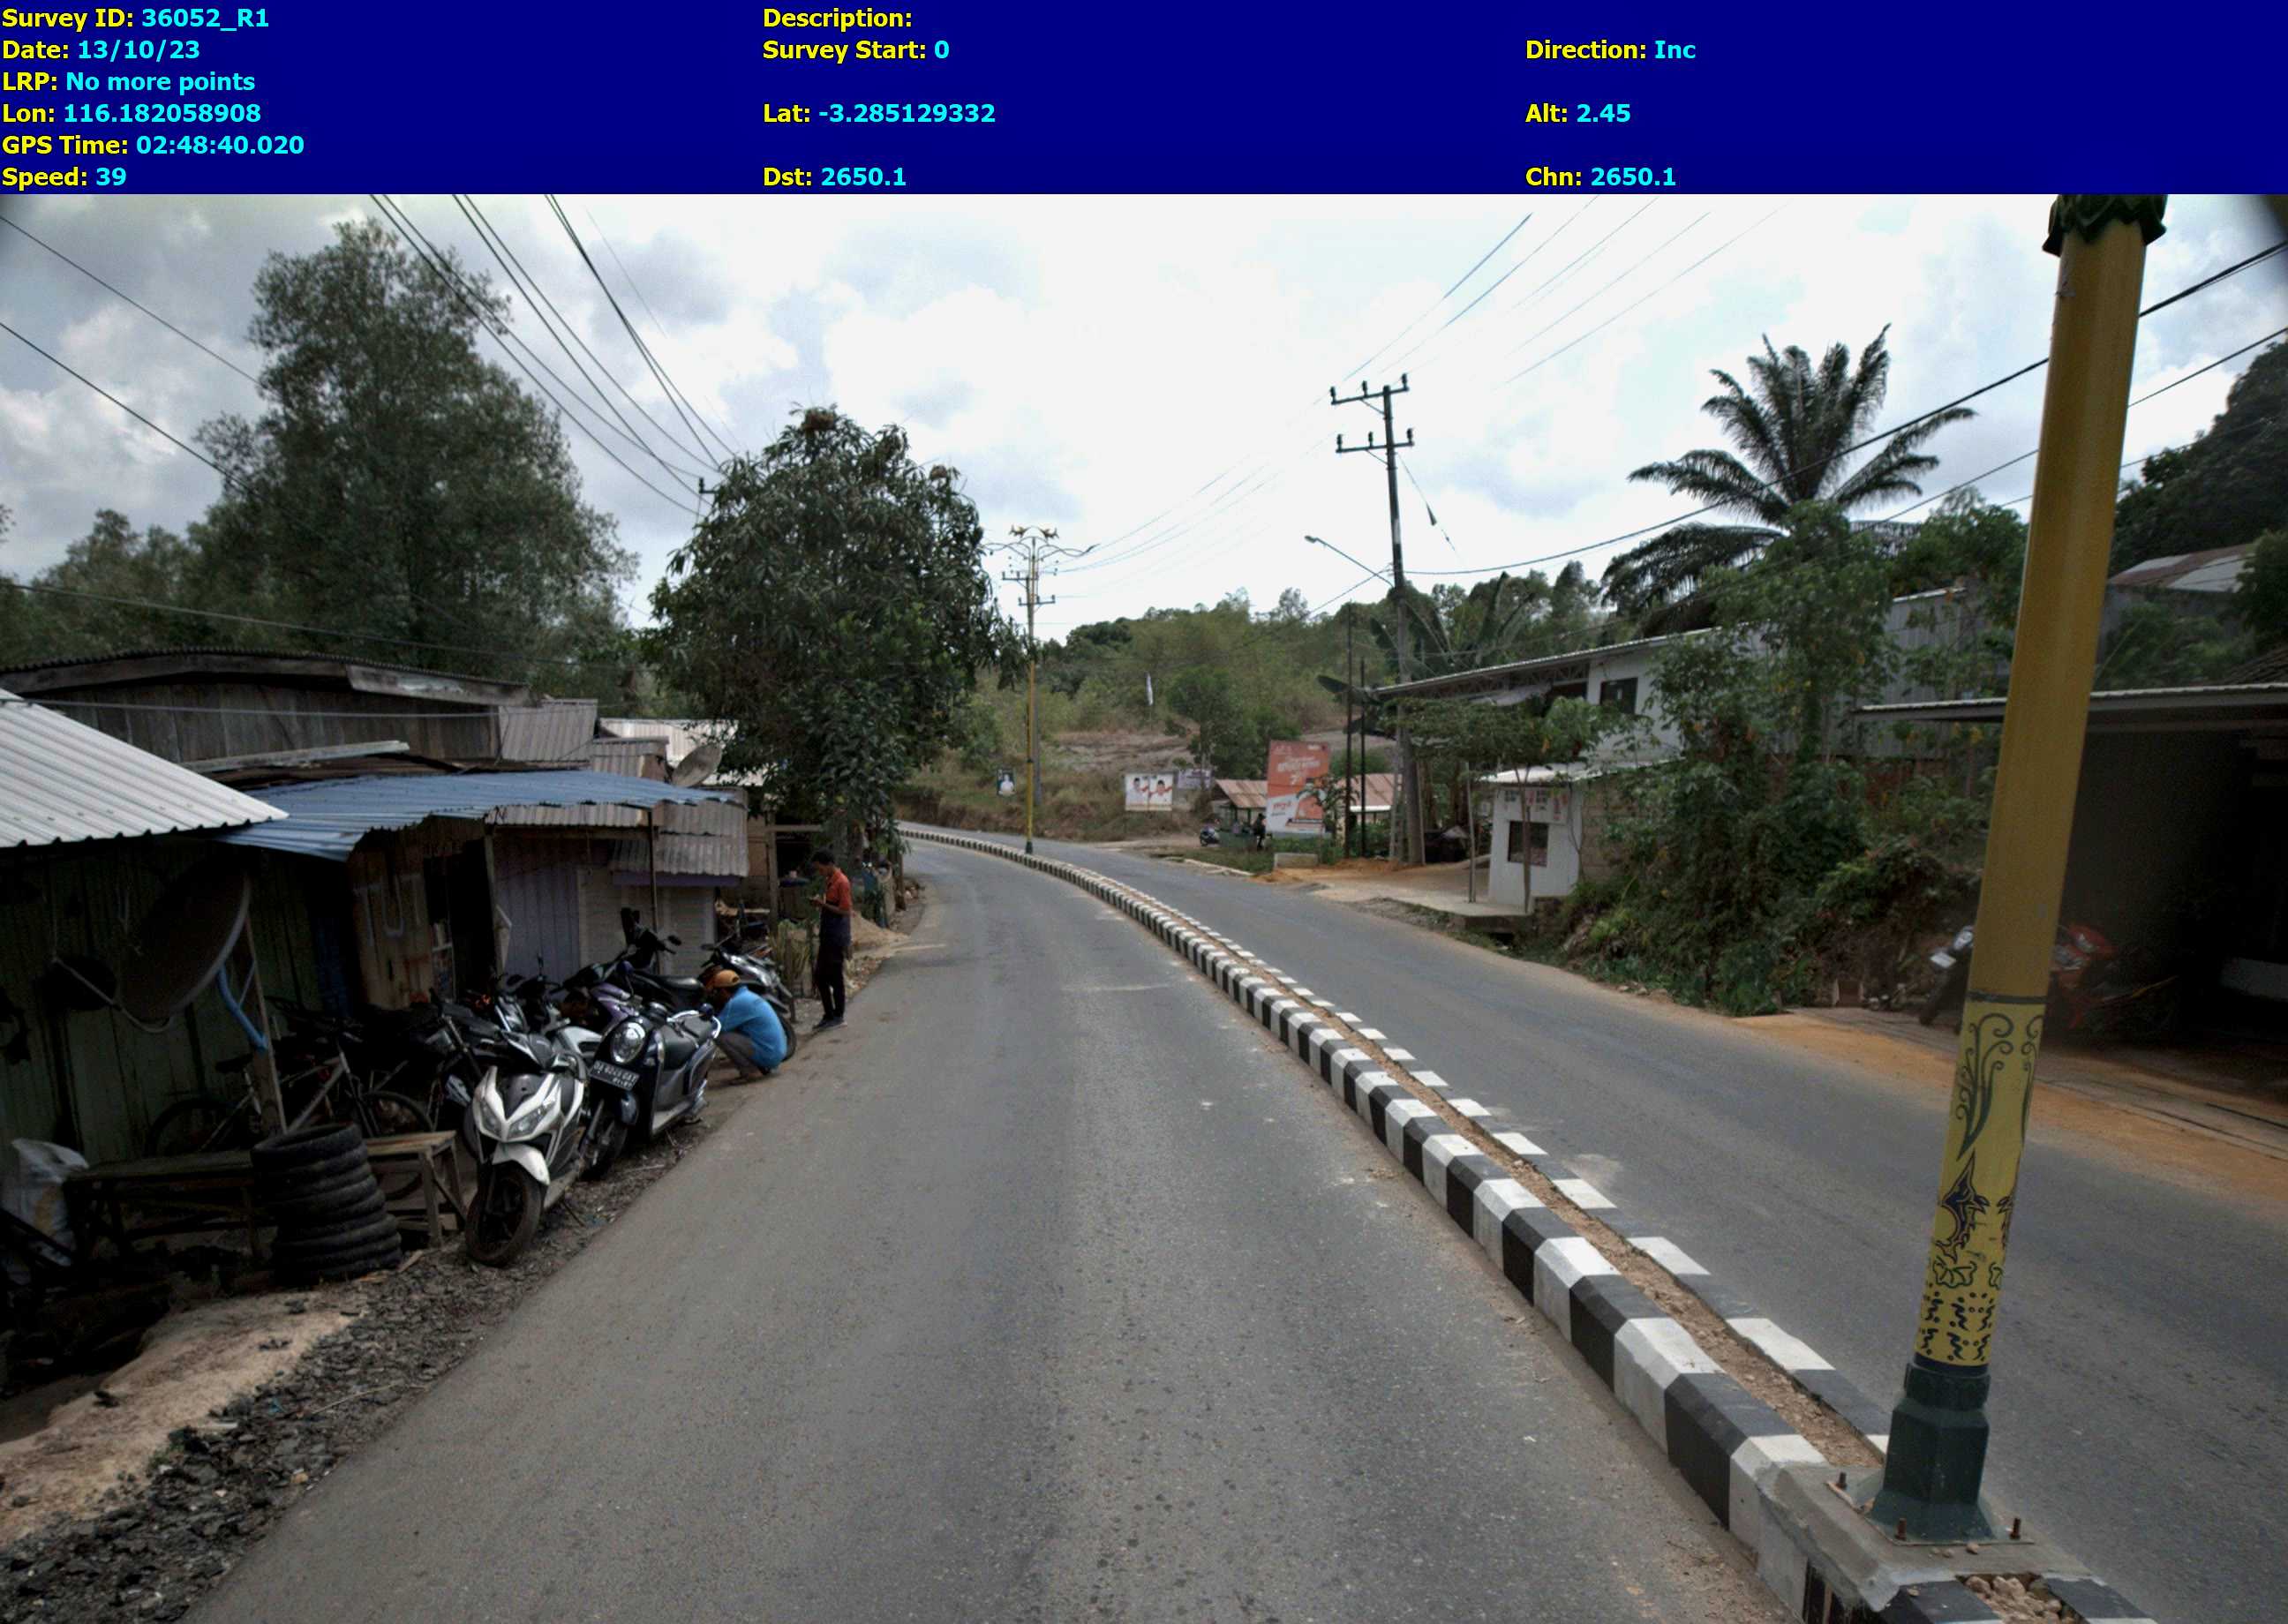 Survey ID: 36052_R1
Description:
Date: 13/10/23
Survey Start: 0
Direction: Inc
LRP: No more points
Lon: 116.182058908
Lat: -3.285129332
Alt: 2.45
GPS Time: 02:48:40.020
Speed: 39
Dst: 2650.1
Chn: 2650.1